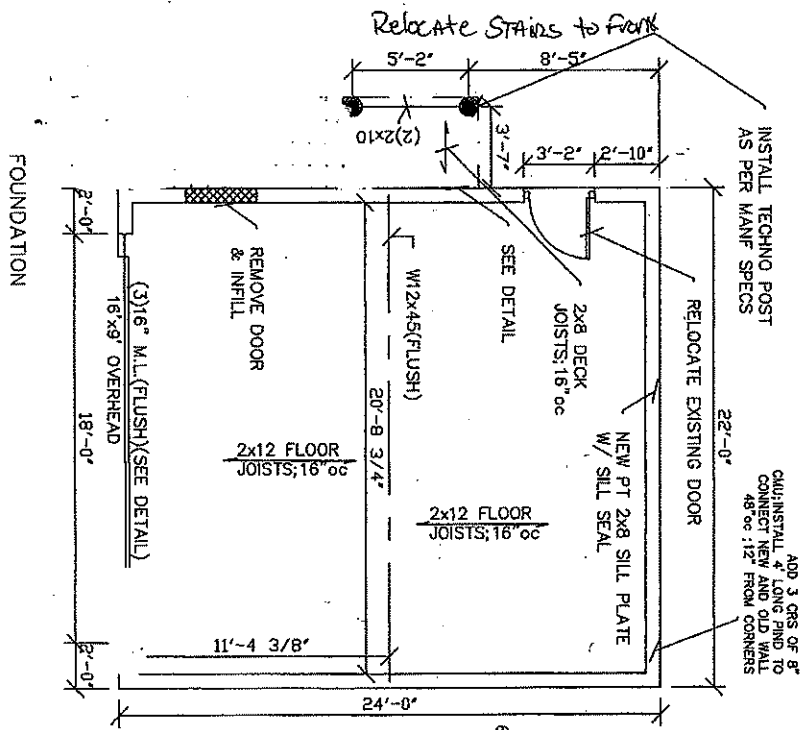 Relocate STAIRS to Front
5'-2"
8'-5"
(2)2x10
3'-7"
3'-2"
2'-10"
INSTALL TECHNO POST
AS PER MANF SPECS
RELOCATE EXISTING DOOR
22'-0"
ADD 3 CRS OF 8"
CMU;INSTALL 4' LONG PIND TO
CONNECT NEW AND OLD WALL
48"oc ;12" FROM CORNERS
NEW PT 2x8 SILL PLATE
W/ SILL SEAL
2x8 DECK
JOISTS;16"oc
SEE DETAIL
W12x45(FLUSH)
20'-8 3/4"
REMOVE DOOR
& INFILL
2x12 FLOOR
JOISTS;16"oc
2x12 FLOOR
JOISTS;16"oc
(3)16" M.L.(FLUSH)(SEE DETAIL)
16'x9' OVERHEAD
2'-0"
18'-0"
2'-0"
11'-4 3/8"
24'-0"
FOUNDATION